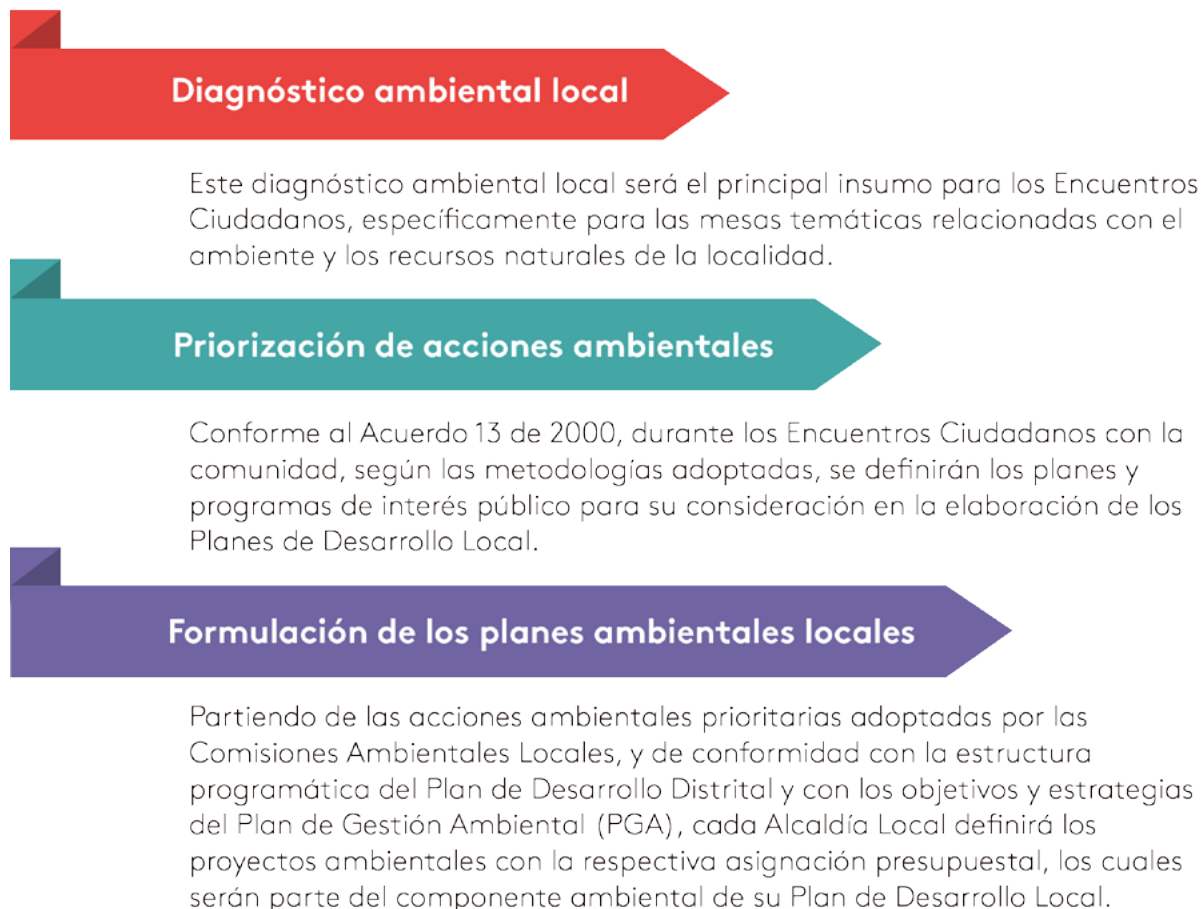 Diagnóstico ambiental local
Este diagnóstico ambiental local será el principal insumo para los Encuentros
Ciudadanos, específicamente para las mesas temáticas relacionadas con el
ambiente y los recursos naturales de la localidad.
Priorización de acciones ambientales
Conforme al Acuerdo 13 de 2000, durante los Encuentros Ciudadanos con la
comunidad, según las metodologías adoptadas, se definirán los planes y
programas de interés público para su consideración en la elaboración de los
Planes de Desarrollo Local.
Formulación de los planes ambientales locales
Partiendo de las acciones ambientales prioritarias adoptadas por las
Comisiones Ambientales Locales, y de conformidad con la estructura
programática del Plan de Desarrollo Distrital y con los objetivos y estrategias
del Plan de Gestión Ambiental (PGA), cada Alcaldía Local definirá los
proyectos ambientales con la respectiva asignación presupuestal, los cuales
serán parte del componente ambiental de su Plan de Desarrollo Local.